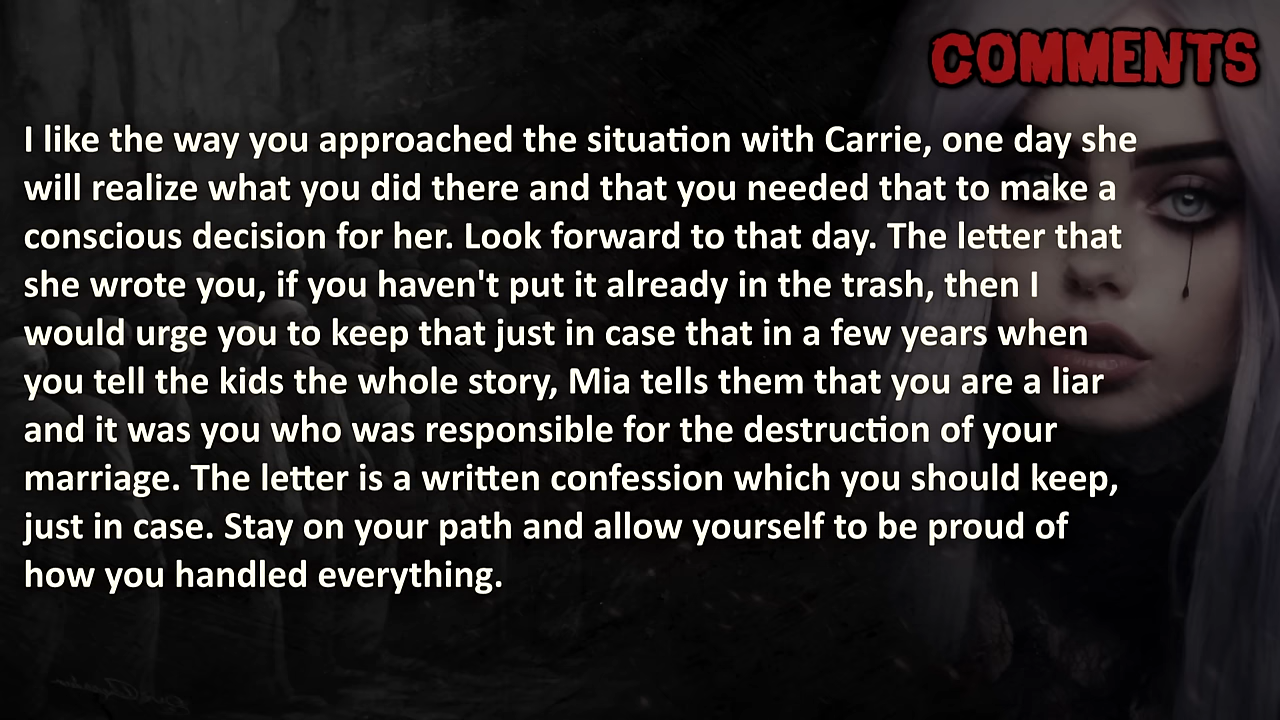 COMMENTS
I like the way you approached the situation with Carrie, one day she
will realize what you did there and that you needed that to make a
conscious decision for her. Look forward to that day. The letter that
she wrote you, if you haven't put it already in the trash, then I
would urge you to keep that just in case that in a few years when
you tell the kids the whole story, Mia tells them that you are a liar
and it was you who was responsible for the destruction of your
marriage. The letter is a written confession which you should keep,
just in case. Stay on your path and allow yourself to be proud of
how you handled everything.